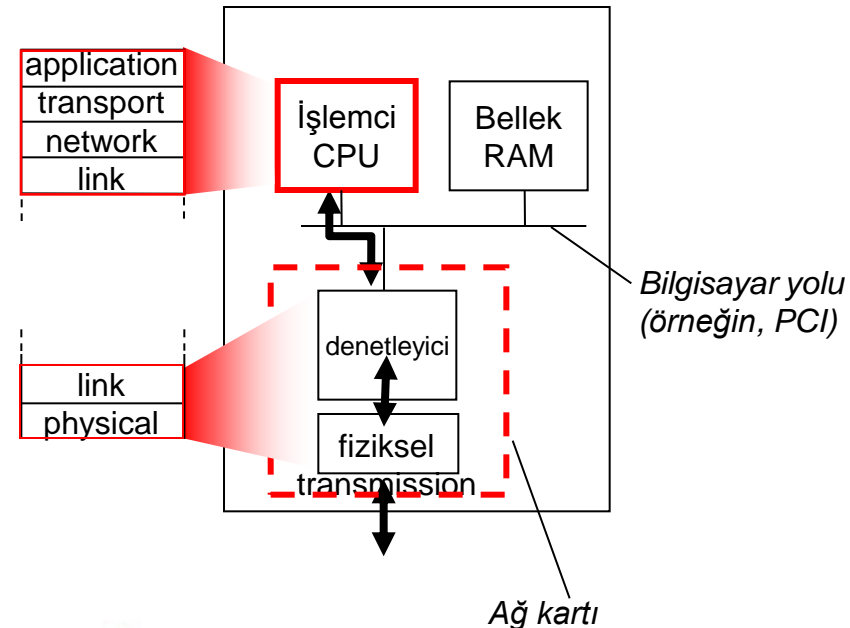 application
transport
network
link
İşlemci
CPU
Bellek
RAM
Bilgisayar yolu
(örneğin, PCI)
denetleyici
link
physical
fiziksel
transmission
Ağ kartı